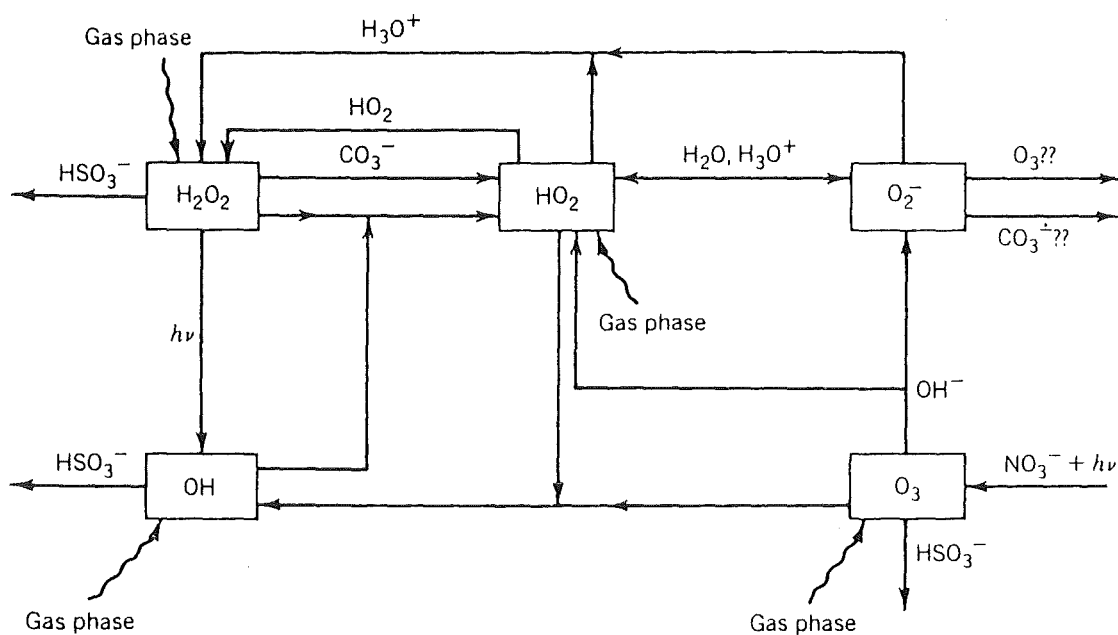 H₃O⁺
Gas phase
HO₂
CO₃⁻
H₂O, H₃O⁺
O₃??
HSO₃⁻
H₂O₂
HO₂
O₂⁻
CO₃⁻??
Gas phase
hν
OH⁻
HSO₃⁻
OH
O₃
NO₃⁻ + hν
HSO₃⁻
Gas phase
Gas phase